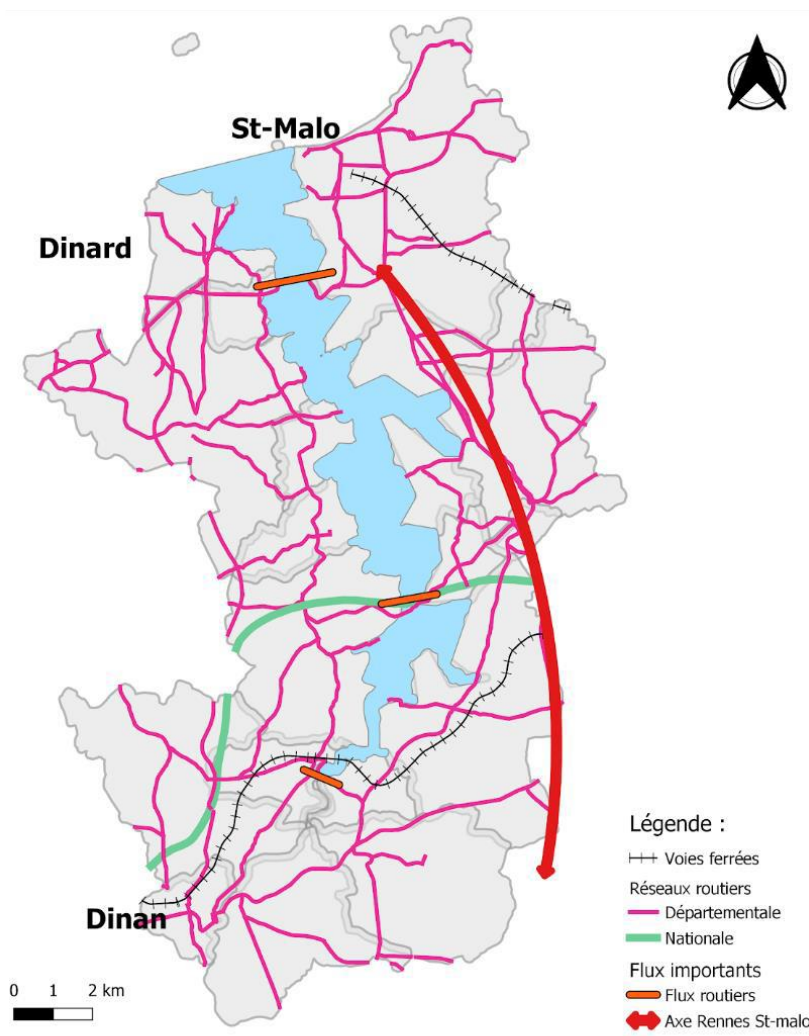 St-Malo
Dinard
Dinan
0 1 2 km
Légende :
Voies ferrées
Réseaux routiers
Départementale
Nationale
Flux importants
Flux routiers
Axe Rennes St-malo